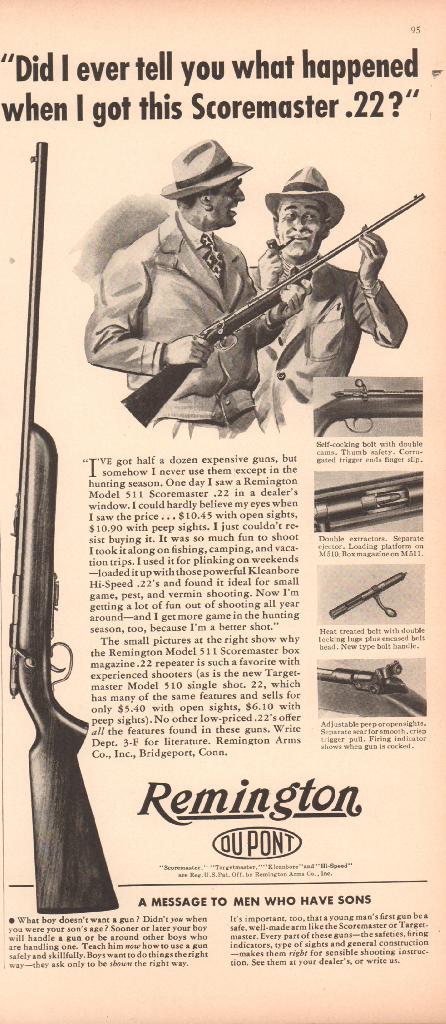 95
"Did I ever tell you what happened
when I got this Scoremaster .22?"
"I'VE got half a dozen expensive guns, but
somehow I never use them except in the
hunting season. One day I saw a Remington
Model 511 Scoremaster .22 in a dealer's
window. I could hardly believe my eyes when
I saw the price . . . $10.45 with open sights,
$10.90 with peep sights. I just couldn't re-
sist buying it. It was so much fun to shoot
I took it along on fishing, camping, and vaca-
tion trips. I used it for plinking on weekends
—loaded it up with those powerful Kleanbore
Hi-Speed .22's and found it ideal for small
game, pest, and vermin shooting. Now I'm
getting a lot of fun out of shooting all year
around—and I get more game in the hunting
season, too, because I'm a better shot."
The small pictures at the right show why
the Remington Model 511 Scoremaster box
magazine .22 repeater is such a favorite with
experienced shooters (as is the new Target-
master Model 510 single shot. 22, which
has many of the same features and sells for
only $5.40 with open sights, $6.10 with
peep sights). No other low-priced .22's offer
all the features found in these guns. Write
Dept. 3-F for literature. Remington Arms
Co., Inc., Bridgeport, Conn.
Self-cocking bolt with double
cams. Thumb safety. Corru-
gated trigger ends finger slip.
Double extractors. Separate
ejector. Loading platform on
M510. Box magazine on M511.
Heat treated bolt with double
locking lugs plus encased bolt
head. New type bolt handle.
Adjustable peep or open sights.
Separate sear for smooth, crisp
trigger pull. Firing indicator
shows when gun is cocked.
Remington,
DU PONT
"Scoremaster," "Targetmaster," "Kleanbore" and "Hi-Speed"
are Reg. U.S. Pat. Off. by Remington Arms Co., Inc.
A MESSAGE TO MEN WHO HAVE SONS
● What boy doesn't want a gun? Didn't you when
you were your son's age? Sooner or later your boy
will handle a gun or be around other boys who
are handling one. Teach him now how to use a gun
safely and skillfully. Boys want to do things the right
way—they ask only to be shown the right way.
It's important, too, that a young man's first gun be a
safe, well-made arm like the Scoremaster or Target-
master. Every part of these guns—the safeties, firing
indicators, type of sights and general construction
—makes them right for sensible shooting instruc-
tion. See them at your dealer's, or write us.